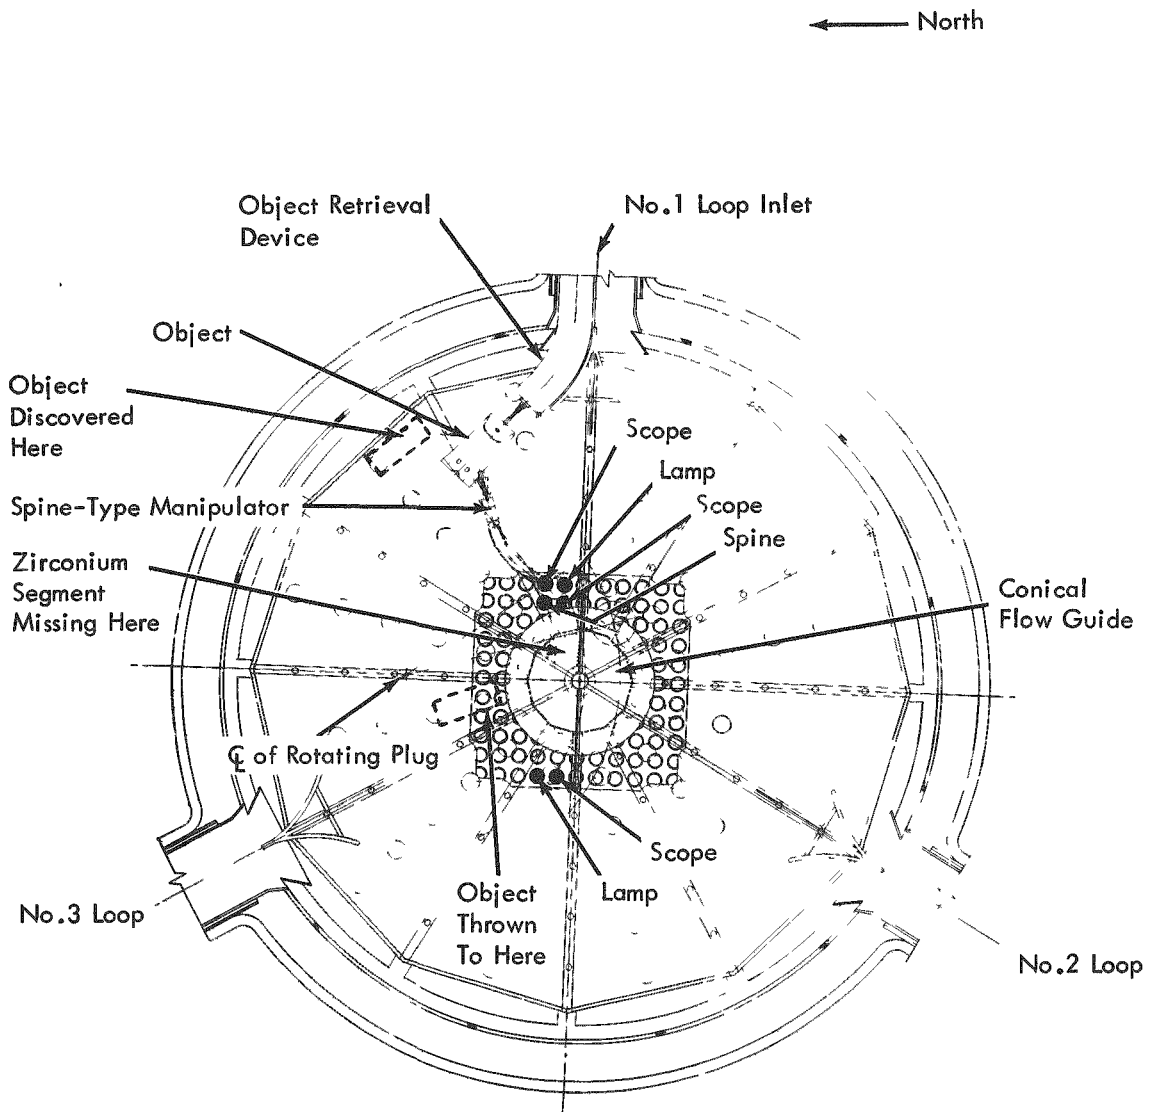 North
Object Retrieval
Device
No.1 Loop Inlet
Object
Object
Discovered
Here
Scope
Lamp
Scope
Spine
Spine-Type Manipulator
Zirconium
Segment
Missing Here
Conical
Flow Guide
℄ of Rotating Plug
Scope
Lamp
Object
Thrown
To Here
No.3 Loop
No.2 Loop